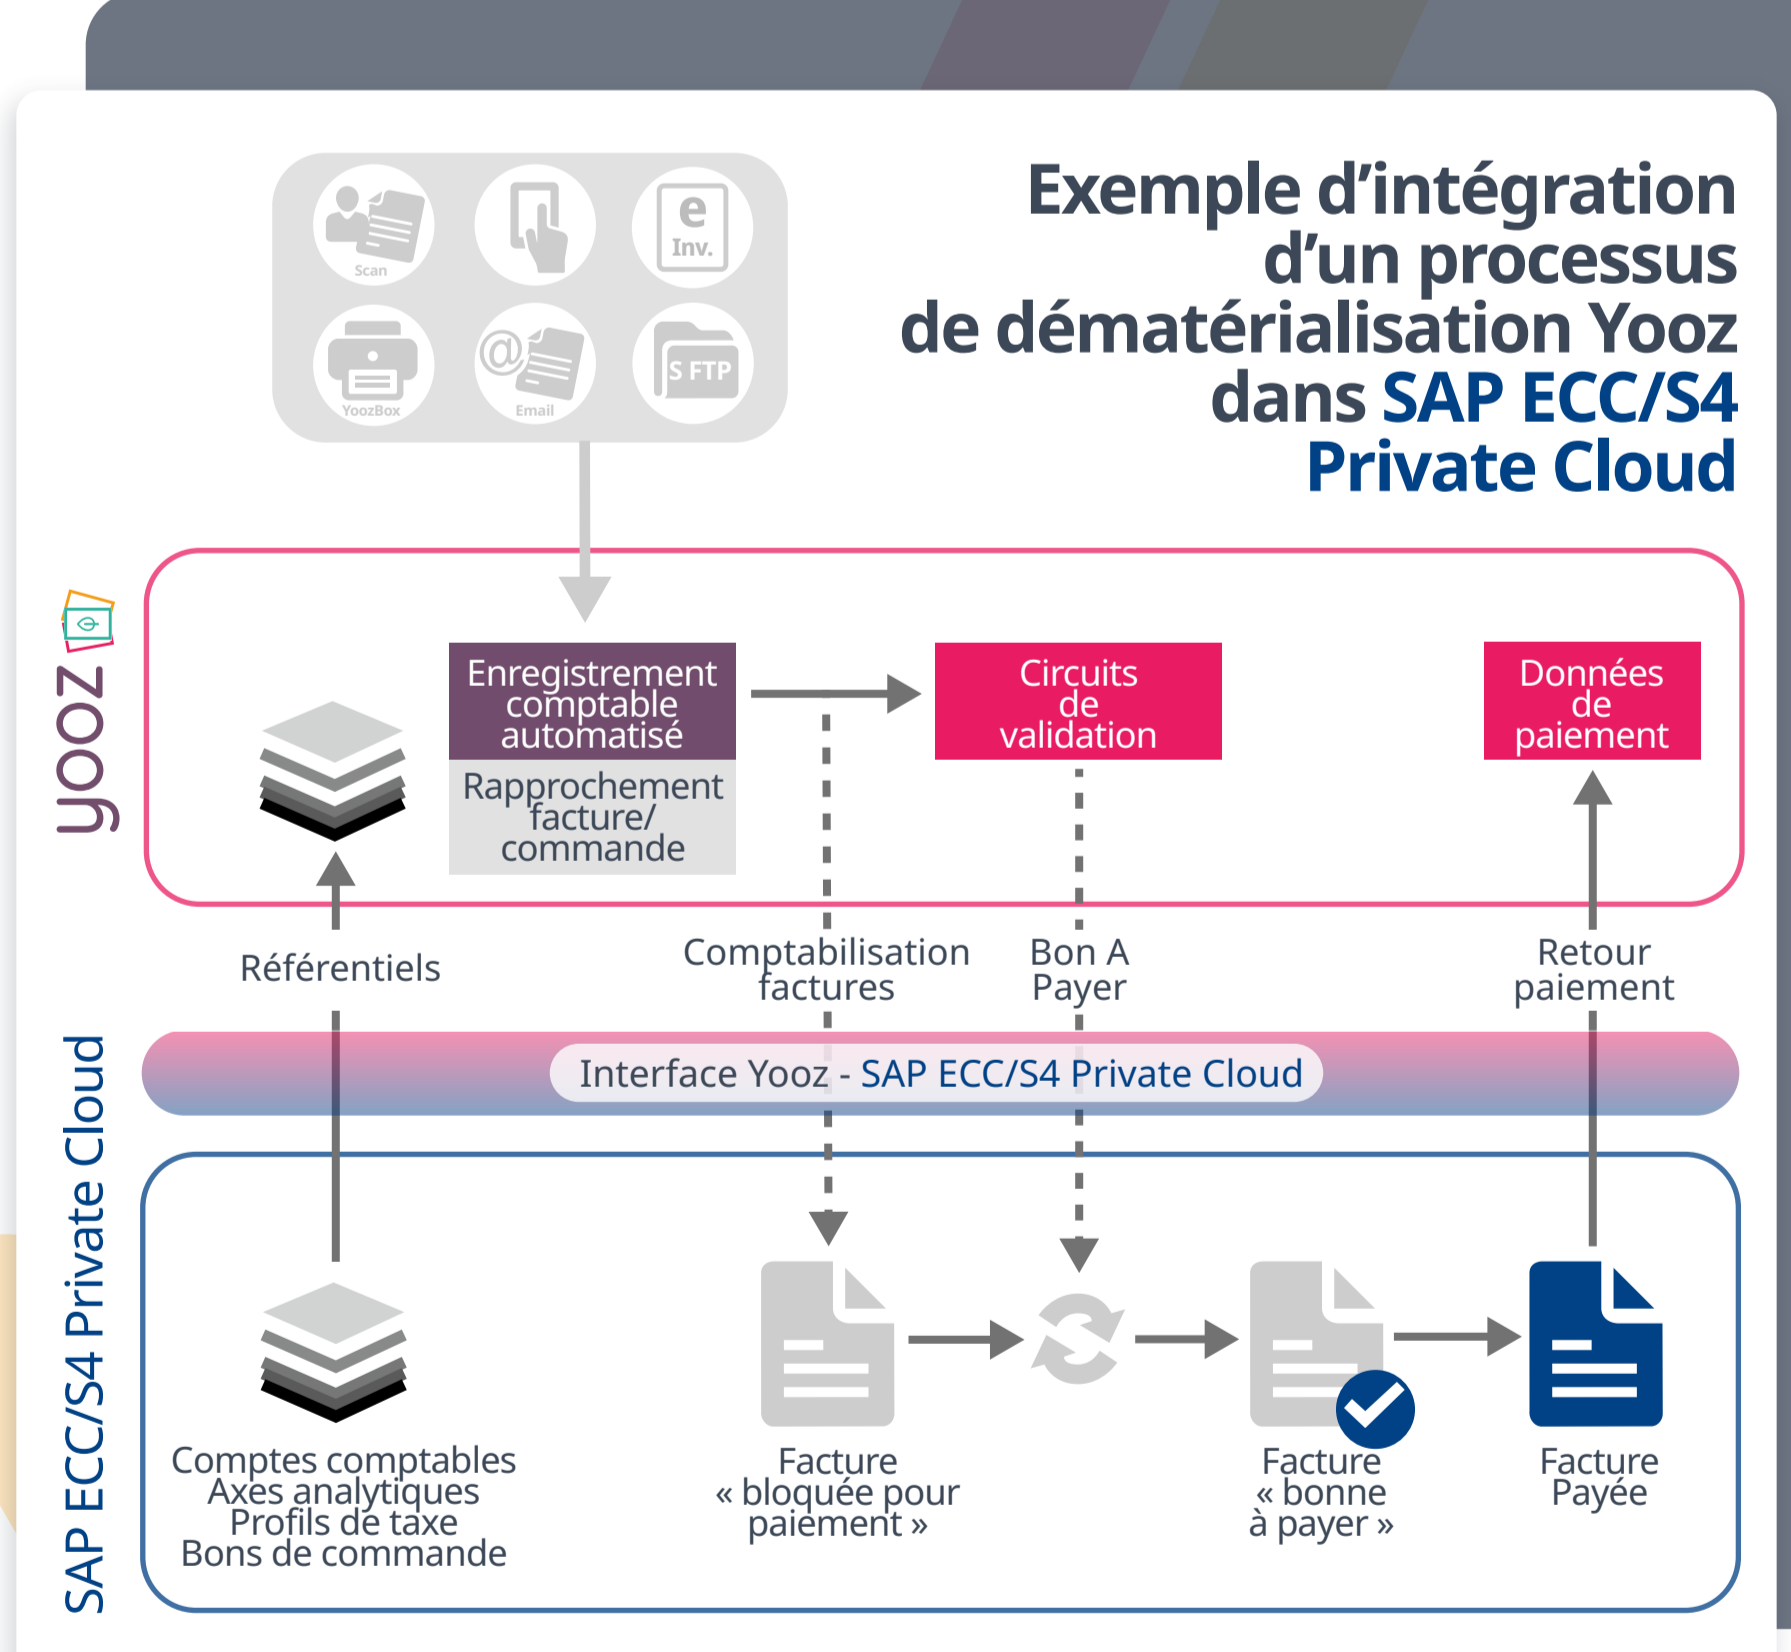 Exemple d’intégration
d’un processus
de dématérialisation Yooz
dans SAP ECC/S4
Private Cloud
Scan
e
Inv.
YoozBox
@
Email
S FTP
yooz
Enregistrement
comptable
automatisé
Rapprochement
facture/
commande
Circuits
de
validation
Données
de
paiement
Référentiels
Comptabilisation
factures
Bon A
Payer
Retour
paiement
Interface Yooz - SAP ECC/S4 Private Cloud
SAP ECC/S4 Private Cloud
Comptes comptables
Axes analytiques
Profils de taxe
Bons de commande
Facture
« bloquée pour
paiement »
Facture
« bonne
à payer »
Facture
Payée